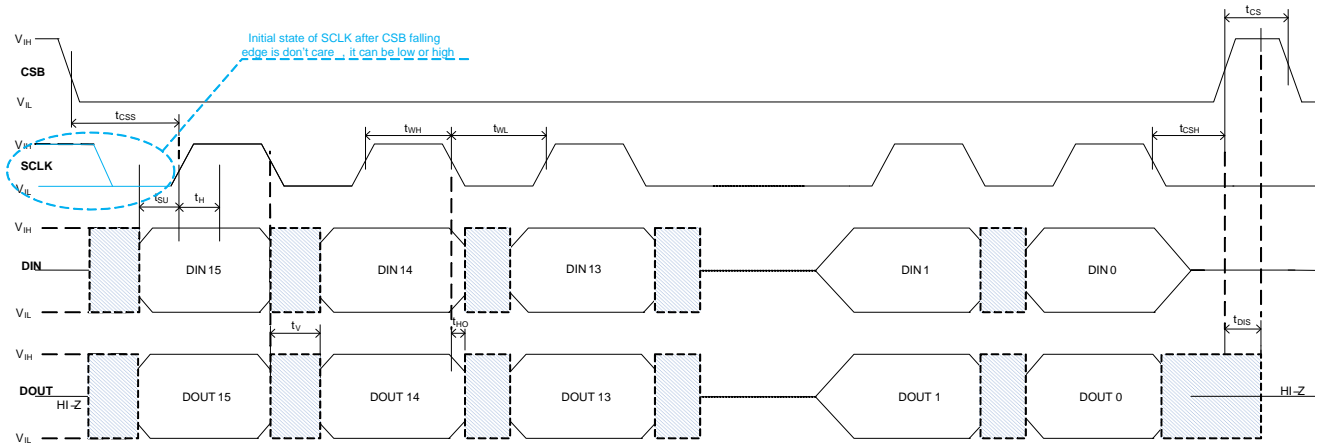 Initial state of SCLK after CSB falling
edge is don't care , it can be low or high
tCS
VIH
CSB
VIL
tCSS
tWH
tWL
tCSH
VIH
SCLK
VIL
tSU
tH
VIH
DIN
VIL
DIN 15
DIN 14
DIN 13
DIN 1
DIN 0
tV
tHO
tDIS
VIH
DOUT
HI-Z
VIL
DOUT 15
DOUT 14
DOUT 13
DOUT 1
DOUT 0
HI-Z